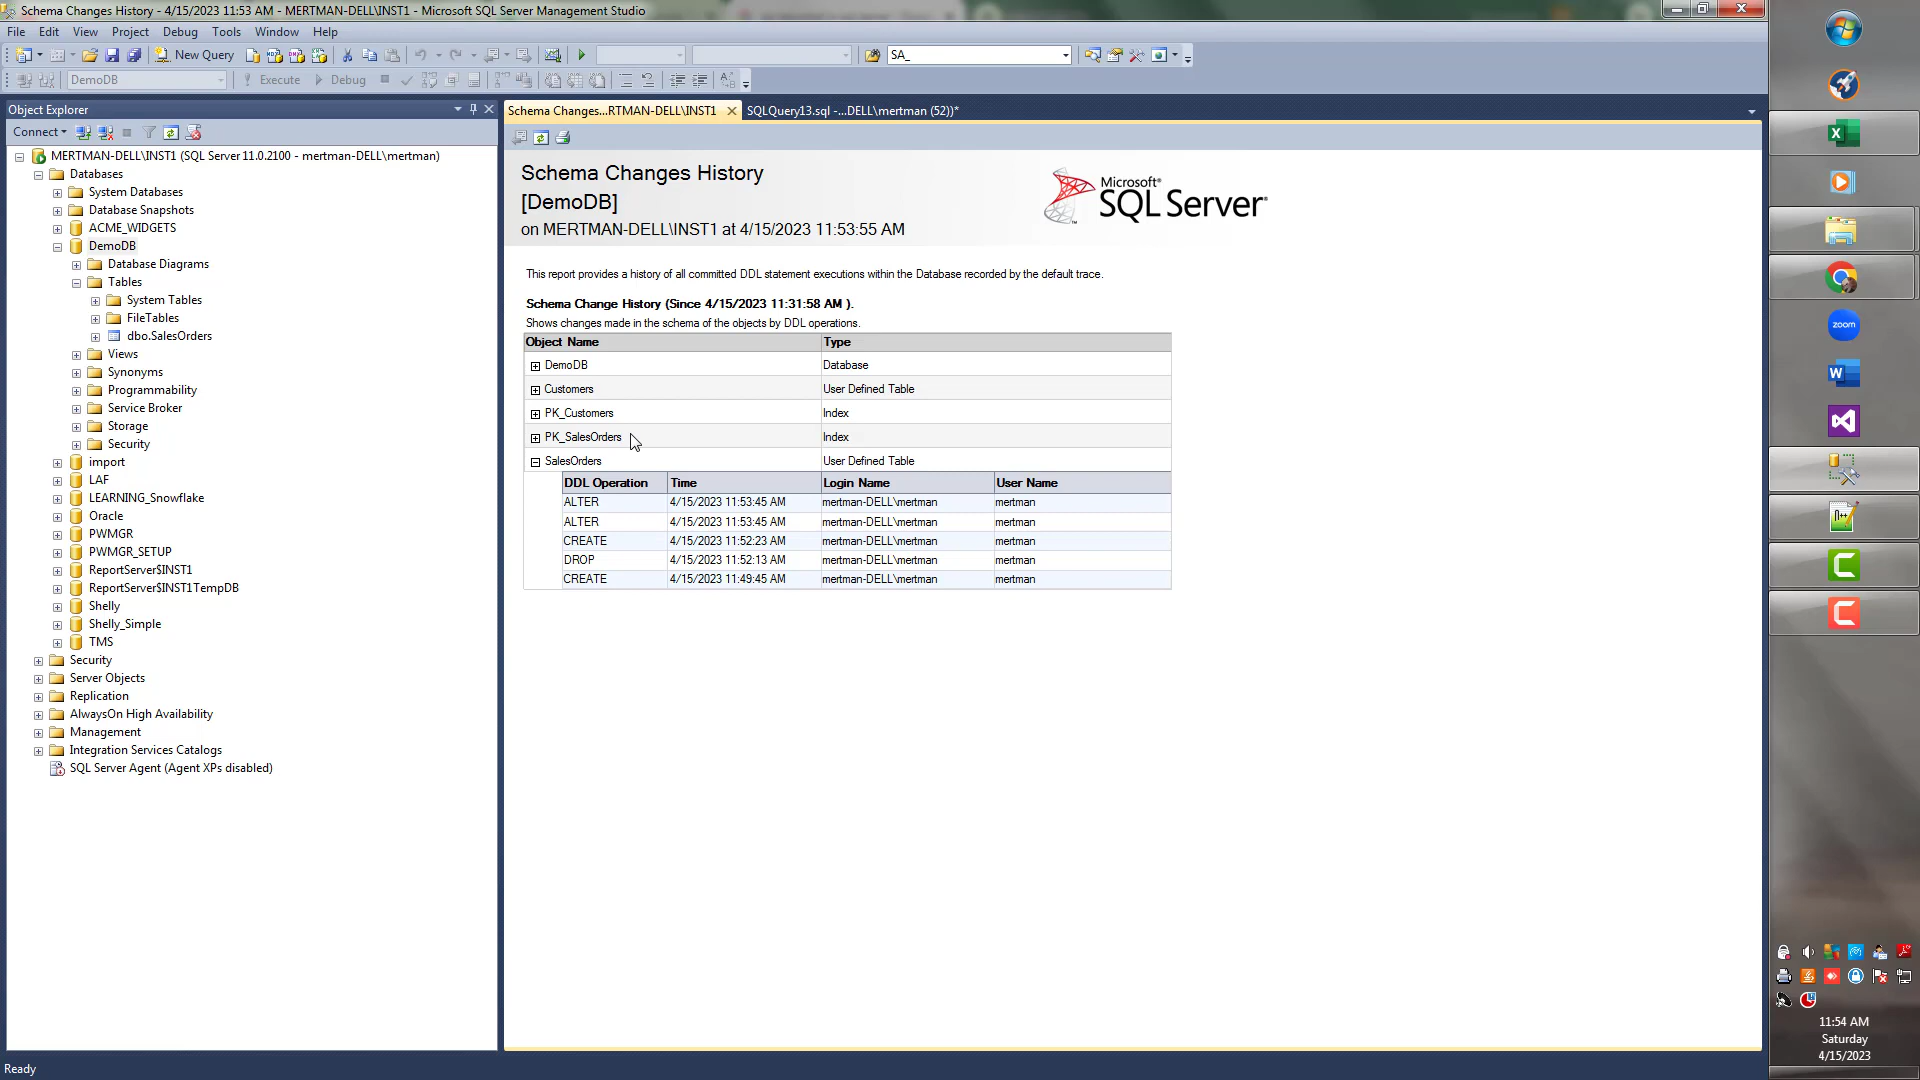 Schema Changes History - 4/15/2023 11:53 AM - MERTMAN-DELL\INST1 - Microsoft SQL Server Management Studio
File Edit View Project Debug Tools Window Help
New Query SA_
DemoDB Execute Debug
Object Explorer
Connect
MERTMAN-DELL\INST1 (SQL Server 11.0.2100 - mertman-DELL\mertman)
Databases
System Databases
Database Snapshots
ACME_WIDGETS
DemoDB
Database Diagrams
Tables
System Tables
FileTables
dbo.SalesOrders
Views
Synonyms
Programmability
Service Broker
Storage
Security
import
LAF
LEARNING_Snowflake
Oracle
PWMGR
PWMGR_SETUP
ReportServer$INST1
ReportServer$INST1TempDB
Shelly
Shelly_Simple
TMS
Security
Server Objects
Replication
AlwaysOn High Availability
Management
Integration Services Catalogs
SQL Server Agent (Agent XPs disabled)
Schema Changes...RTMAN-DELL\INST1 SQLQuery13.sql -...DELL\mertman (52))*
Schema Changes History
[DemoDB]
on MERTMAN-DELL\INST1 at 4/15/2023 11:53:55 AM
Microsoft®
SQL Server®
This report provides a history of all committed DDL statement executions within the Database recorded by the default trace.
Schema Change History (Since 4/15/2023 11:31:58 AM ).
Shows changes made in the schema of the objects by DDL operations.
Object Name Type
DemoDB Database
Customers User Defined Table
PK_Customers Index
PK_SalesOrders Index
SalesOrders User Defined Table
DDL Operation Time Login Name User Name
ALTER 4/15/2023 11:53:45 AM mertman-DELL\mertman mertman
ALTER 4/15/2023 11:53:45 AM mertman-DELL\mertman mertman
CREATE 4/15/2023 11:52:23 AM mertman-DELL\mertman mertman
DROP 4/15/2023 11:52:13 AM mertman-DELL\mertman mertman
CREATE 4/15/2023 11:49:45 AM mertman-DELL\mertman mertman
zoom
11:54 AM
Saturday
4/15/2023
Ready